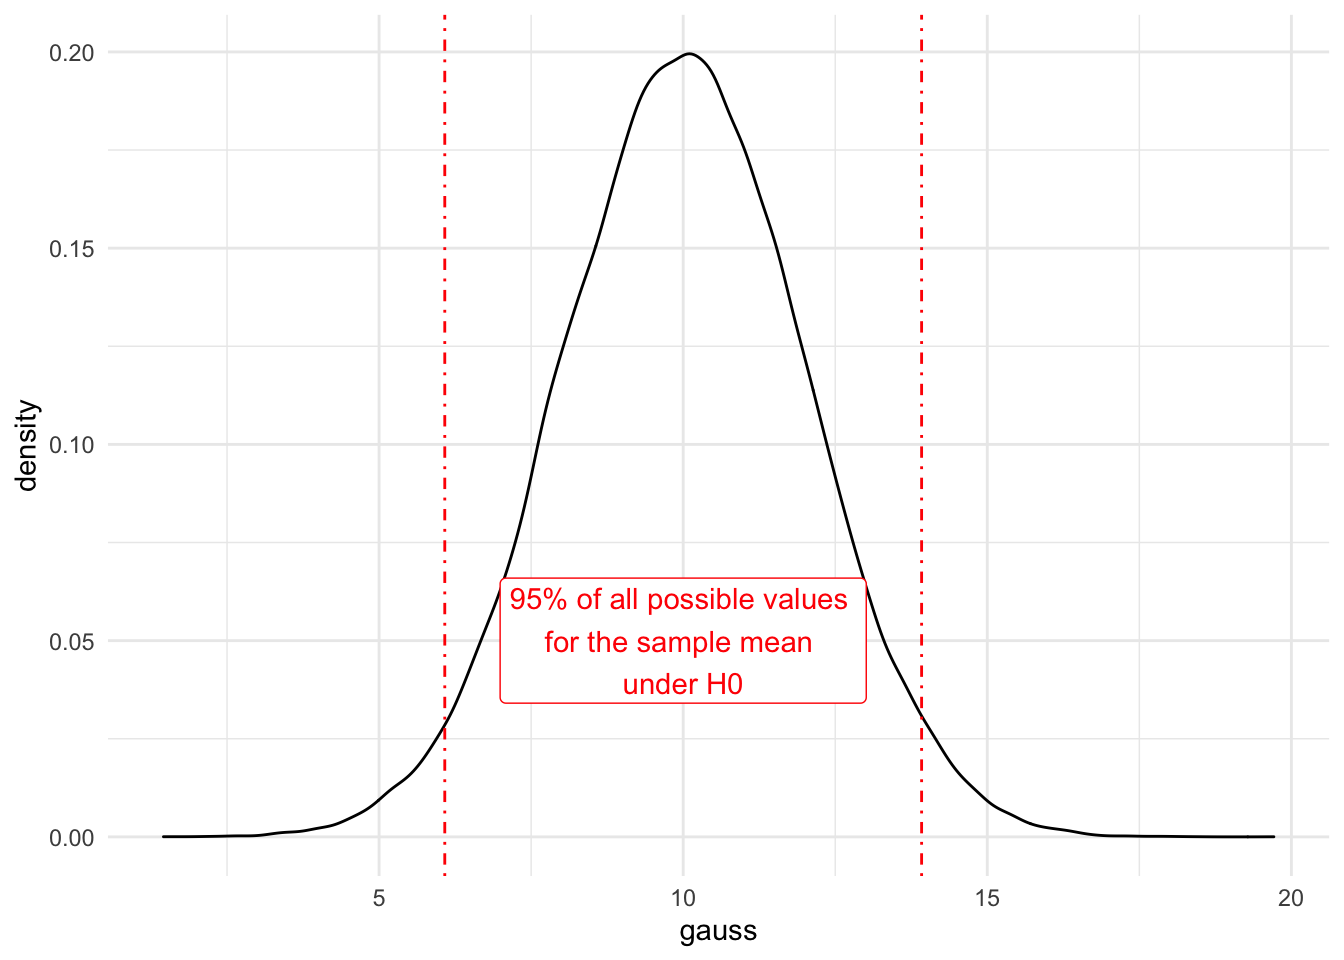 0.20
0.15
0.10
0.05
0.00
density
95% of all possible values
for the sample mean
under H0
5
10
15
20
gauss